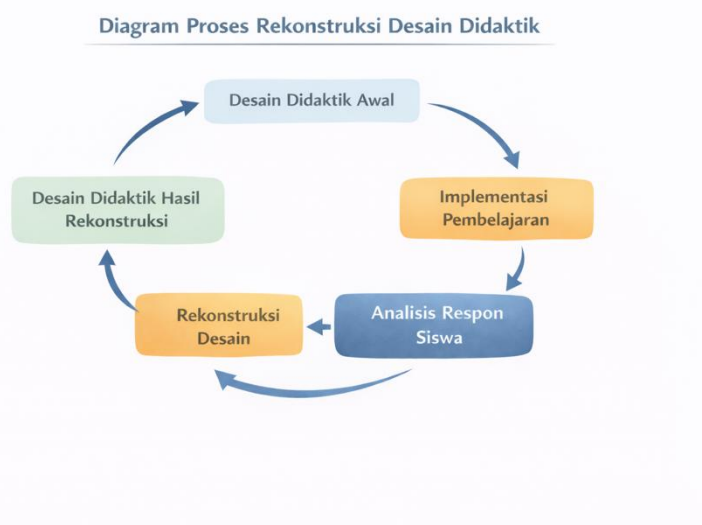 Diagram Proses Rekonstruksi Desain Didaktik
Desain Didaktik Awal
Implementasi
Pembelajaran
Analisis Respon
Siswa
Rekonstruksi
Desain
Desain Didaktik Hasil
Rekonstruksi